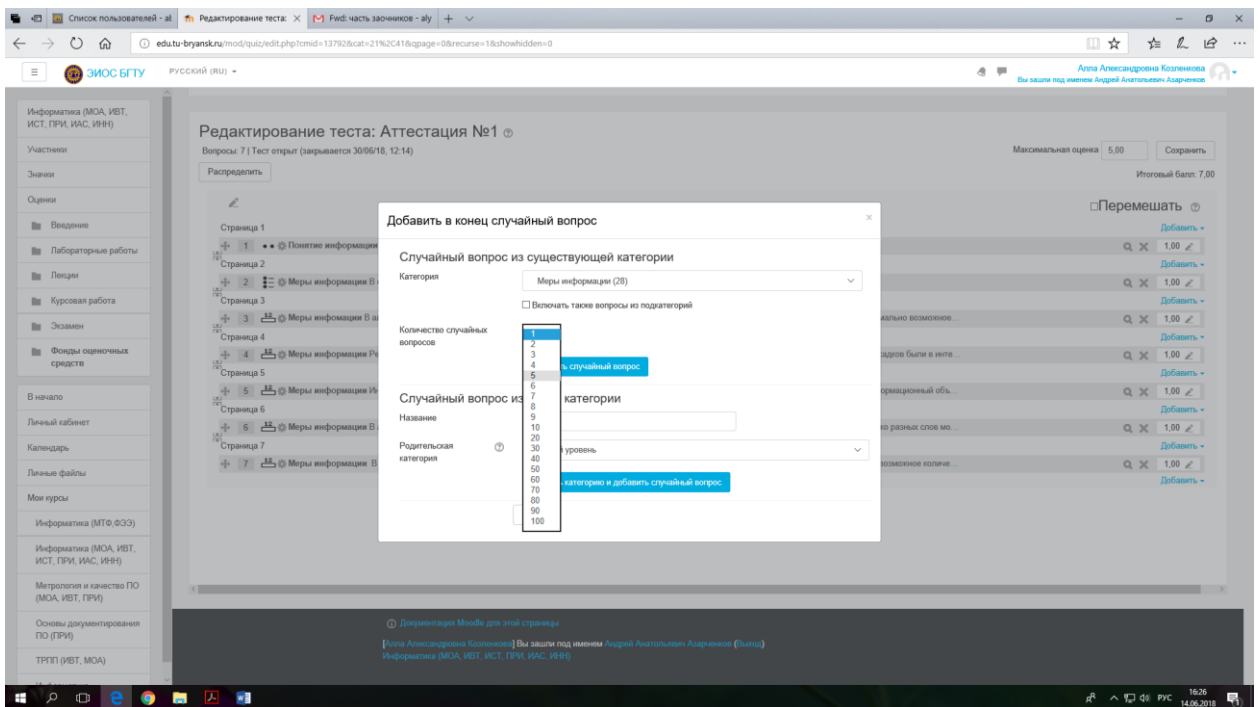 Список пользователей - al
Редактирование теста:
Fwd: часть заочников - aly
edu.tu-bryansk.ru/mod/quiz/edit.php?cmid=13792&cat=21%2C41&qpage=0&recurse=1&showhidden=0
ЭИОС БГТУ
РУССКИЙ (RU)
Алла Александровна Козленкова
Вы зашли под именем Андрей Анатольевич Азарченков
Информатика (МОА, ИВТ,
ИСТ, ПРИ, ИАС, ИНН)
Участники
Значки
Оценки
Введение
Лабораторные работы
Лекции
Курсовая работа
Экзамен
Фонды оценочных
средств
В начало
Личный кабинет
Календарь
Личные файлы
Мои курсы
Информатика (МТФ,ФЭЭ)
Информатика (МОА, ИВТ,
ИСТ, ПРИ, ИАС, ИНН)
Метрология и качество ПО
(МОА, ИВТ, ПРИ)
Основы документирования
ПО (ПРИ)
ТРПП (ИВТ, МОА)
Редактирование теста: Аттестация №1
Вопросы: 7 | Тест открыт (закрывается 30/06/18, 12:14)
Максимальная оценка 5,00 Сохранить
Распределить
Итоговый балл: 7,00
Перемешать
Страница 1 Добавить
1 Понятие информации 1,00
Страница 2 Добавить
2 Меры информации В 1,00
Страница 3 Добавить
3 Меры инфомации В ал мально возможное... 1,00
Страница 4 Добавить
4 Меры информации Ре кадров были в инте... 1,00
Страница 5 Добавить
5 Меры информации Ин ормационный объ... 1,00
Страница 6 Добавить
6 Меры информации В ко разных слов мо... 1,00
Страница 7 Добавить
7 Меры информации В возможное количе... 1,00
Добавить
Добавить в конец случайный вопрос
Случайный вопрос из существующей категории
Категория
Меры информации (28)
Включать также вопросы из подкатегорий
Количество случайных
вопросов
1
2
3
4
5
6
7
8
9
10
20
30
40
50
60
70
80
90
100
ь случайный вопрос
Случайный вопрос из категории
Название
Родительская
категория
й уровень
ь категорию и добавить случайный вопрос
Документация Moodle для этой страницы
[Алла Александровна Козленкова] Вы зашли под именем Андрей Анатольевич Азарченков (Выход)
Информатика (МОА, ИВТ, ИСТ, ПРИ, ИАС, ИНН)
РУС
16:26
14.06.2018